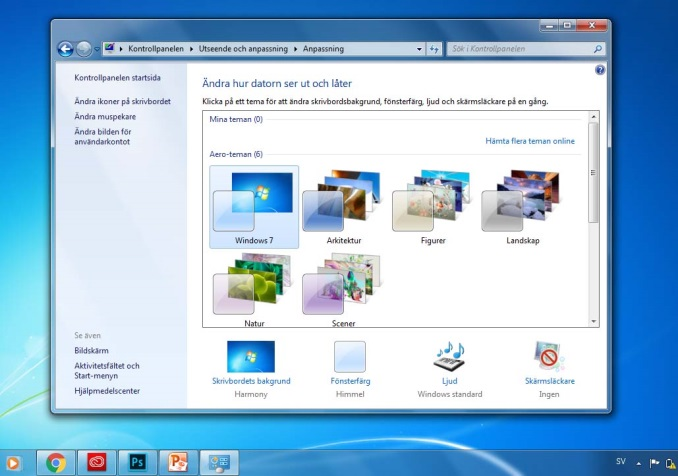 Kontrollpanelen
Utseende och anpassning
Anpassning
Sök i Kontrollpanelen
Kontrollpanelen startsida
Ändra ikoner på skrivbordet
Ändra muspekare
Ändra bilden för
användarkontot
Ändra hur datorn ser ut och låter
Klicka på ett tema för att ändra skrivbordsbakgrund, fönsterfärg, ljud och skärmsläckare på en gång.
Mina teman (0)
Hämta flera teman online
Aero-teman (6)
Windows 7
Arkitektur
Figurer
Landskap
Natur
Scener
Se även
Bildskärm
Aktivitetsfältet och
Start-menyn
Hjälpmedelscenter
Skrivbordets bakgrund
Harmony
Fönsterfärg
Himmel
Ljud
Windows standard
Skärmsläckare
Ingen
Ps
SV